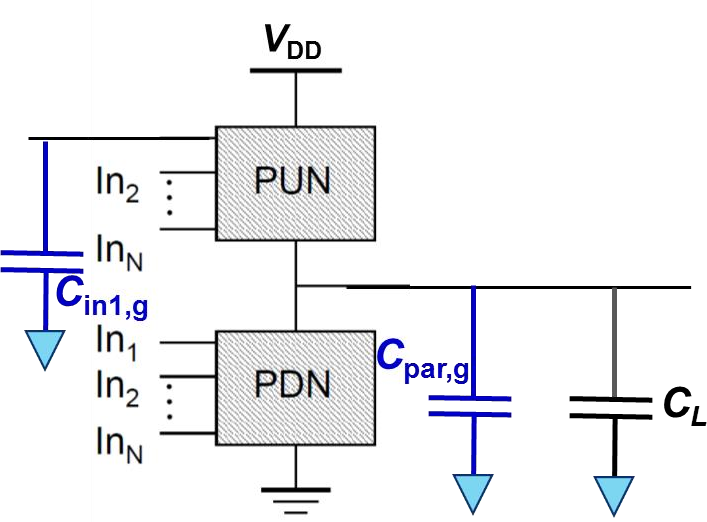 VDD
PUN
In2
InN
Cin1,g
In1
In2
InN
PDN
Cpar,g
CL